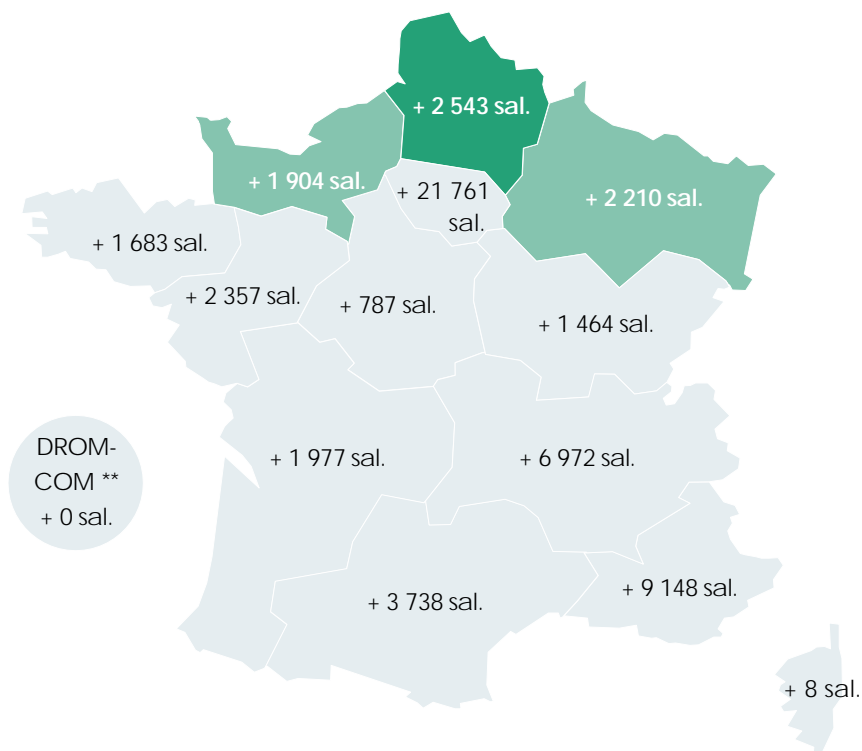 + 2 543 sal.
+ 1 904 sal.
+ 21 761
sal.
+ 2 210 sal.
+ 1 683 sal.
+ 2 357 sal.
+ 787 sal.
+ 1 464 sal.
DROM-
COM **
+ 0 sal.
+ 1 977 sal.
+ 6 972 sal.
+ 3 738 sal.
+ 9 148 sal.
+ 8 sal.